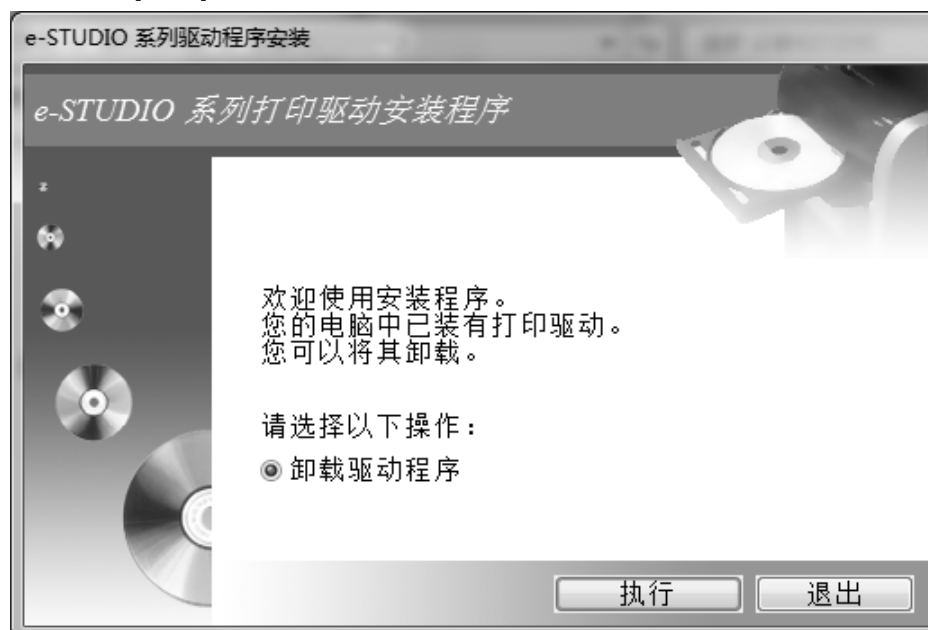 e-STUDIO 系列驱动程序安装
e-STUDIO 系列打印驱动安装程序
z
欢迎使用安装程序。
您的电脑中已装有打印驱动。
您可以将其卸载。
请选择以下操作：
卸载驱动程序
执行
退出